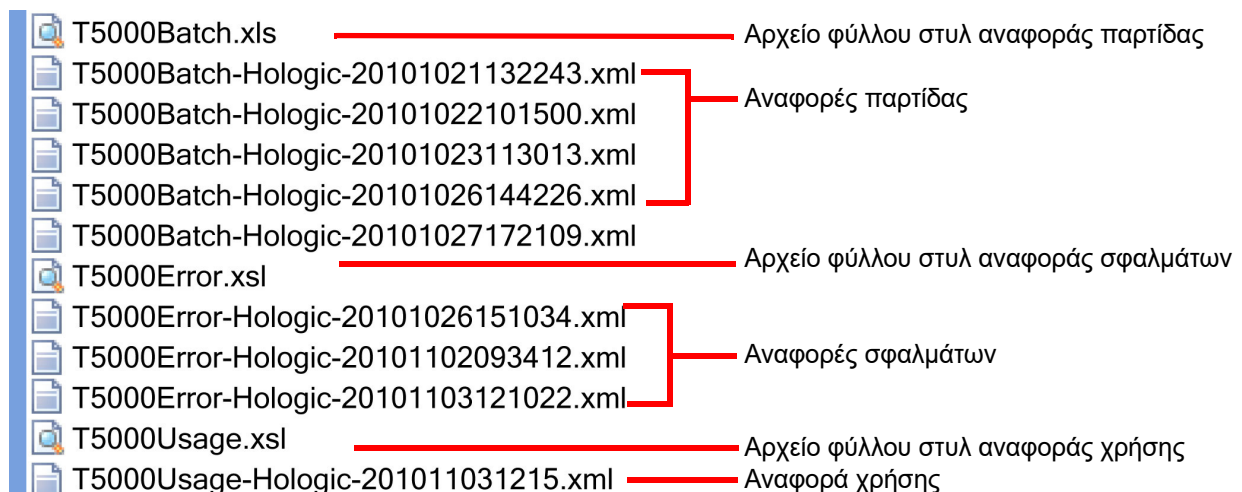 T5000Batch.xls Αρχείο φύλλου στυλ αναφοράς παρτίδας
T5000Batch-Hologic-20101021132243.xml
Αναφορές παρτίδας
T5000Batch-Hologic-20101022101500.xml
T5000Batch-Hologic-20101023113013.xml
T5000Batch-Hologic-20101026144226.xml
T5000Batch-Hologic-20101027172109.xml
Αρχείο φύλλου στυλ αναφοράς σφαλμάτων
T5000Error.xsl
T5000Error-Hologic-20101026151034.xml
T5000Error-Hologic-20101102093412.xml Αναφορές σφαλμάτων
T5000Error-Hologic-20101103121022.xml
T5000Usage.xsl Αρχείο φύλλου στυλ αναφοράς χρήσης
T5000Usage-Hologic-201011031215.xml Αναφορά χρήσης